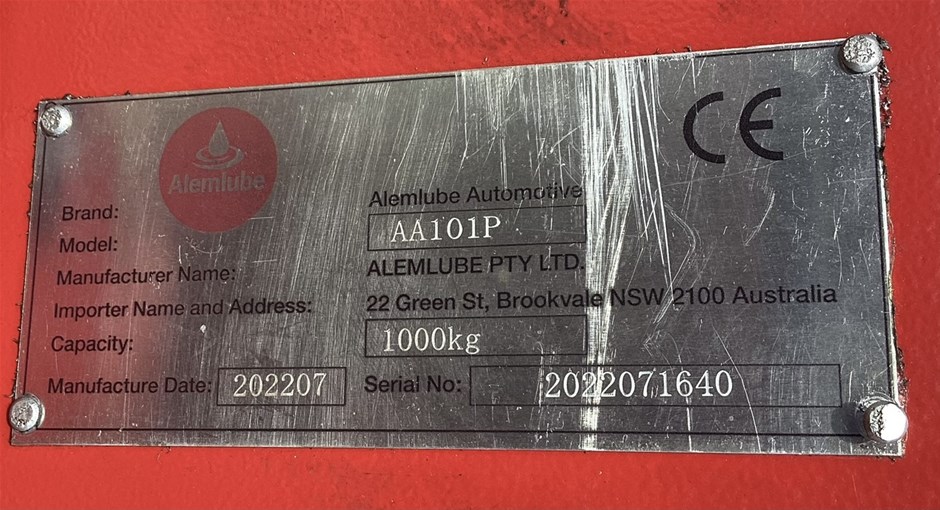 Alemlube
CE
Brand: Alemlube Automotive
Model: AA101P
Manufacturer Name: ALEMLUBE PTY LTD.
Importer Name and Address: 22 Green St, Brookvale NSW 2100 Australia
Capacity: 1000kg
Manufacture Date: 202207 Serial No: 2022071640